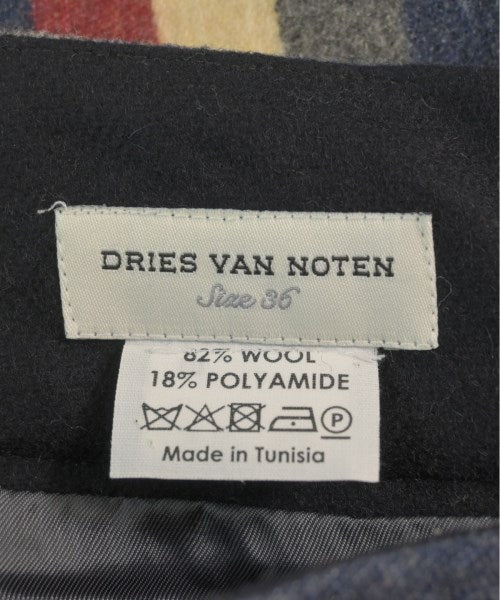 DRIES VAN NOTEN
Size 36
82% WOOL
18% POLYAMIDE
P
Made in Tunisia